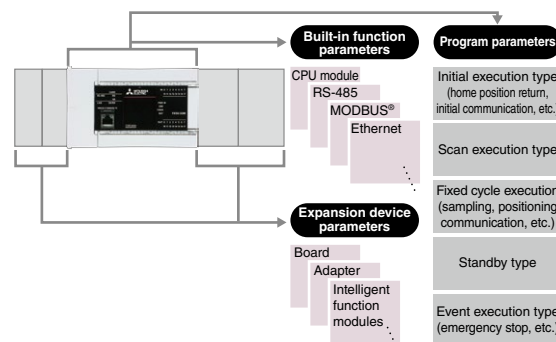 Built-in function
parameters
CPU module
RS-485
MODBUS®
Ethernet
Expansion device
parameters
Board
Adapter
Intelligent
function
modules
Program parameters
Initial execution type
(home position return,
initial communication, etc.
Scan execution type
Fixed cycle execution
(sampling, positioning
communication, etc.)
Standby type
Event execution type
(emergency stop, etc.)
MITSUBISHI
ELECTRIC